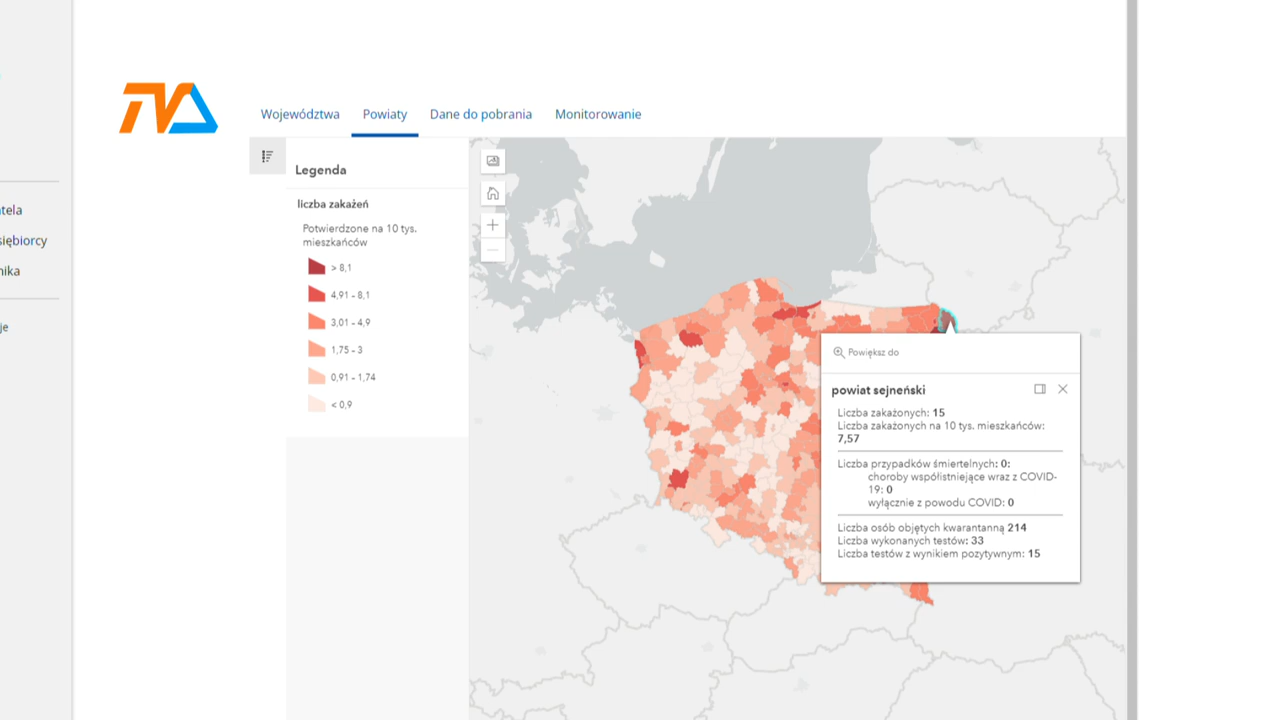 TVA
Województwa Powiaty Dane do pobrania Monitorowanie
Legenda
liczba zakażeń
Potwierdzone na 10 tys.
mieszkańców
> 8,1
4,91 - 8,1
3,01 - 4,9
1,75 - 3
0,91 - 1,74
< 0,9
tela
siębiorcy
nika
je
Powiększ do
powiat sejneński
Liczba zakażonych: 15
Liczba zakażonych na 10 tys. mieszkańców:
7,57
Liczba przypadków śmiertelnych: 0:
choroby współistniejące wraz z COVID-
19: 0
wyłącznie z powodu COVID: 0
Liczba osób objętych kwarantanną 214
Liczba wykonanych testów: 33
Liczba testów z wynikiem pozytywnym: 15